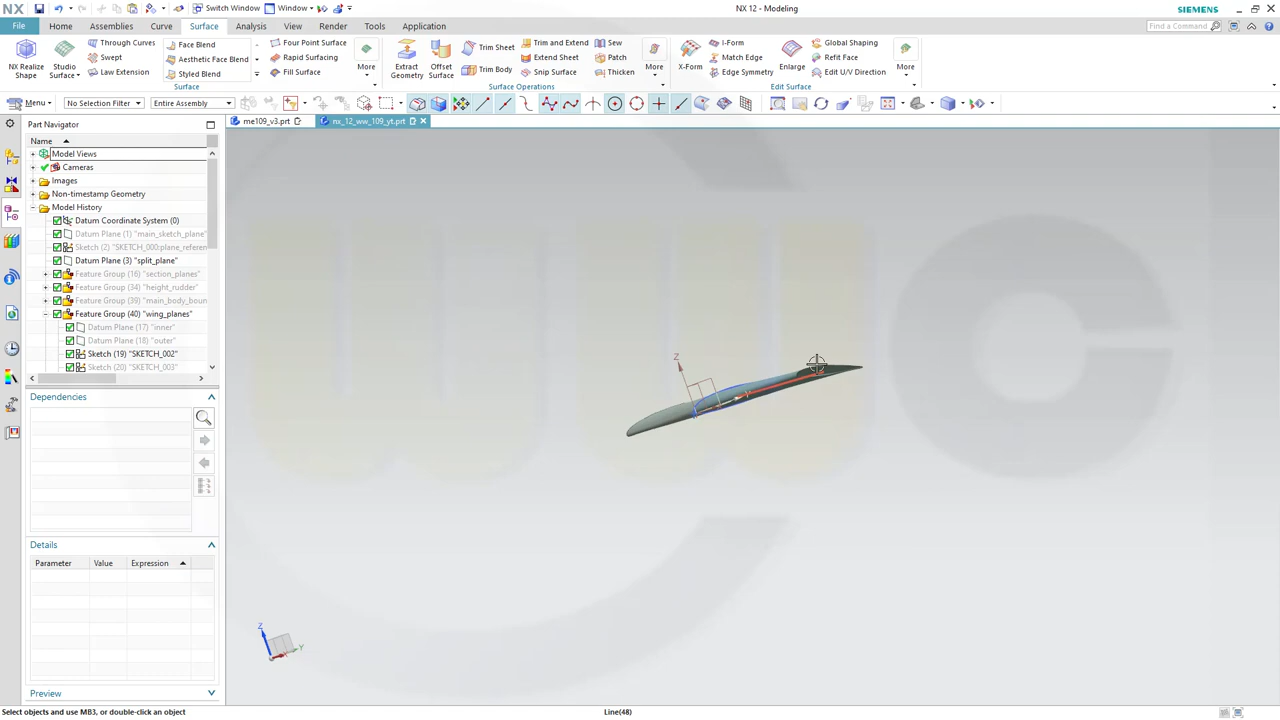 NX
Switch Window
Window
NX 12 - Modeling
SIEMENS
File
Home
Assemblies
Curve
Surface
Analysis
View
Render
Tools
Application
Find a Command
NX Realize Shape
Studio Surface
Through Curves
Swept
Law Extension
Face Blend
Aesthetic Face Blend
Styled Blend
Four Point Surface
Rapid Surfacing
Fill Surface
More
Surface
Extract Geometry
Offset Surface
Trim Sheet
Trim Body
Trim and Extend
Extend Sheet
Snip Surface
Sew
Patch
Thicken
More
Surface Operations
X-Form
I-Form
Match Edge
Edge Symmetry
Enlarge
Global Shaping
Refit Face
Edit U/V Direction
More
Edit Surface
Menu
No Selection Filter
Entire Assembly
Part Navigator
me109_v3.prt
nx_12_ww_109_yt.prt
Name
Model Views
Cameras
Images
Non-timestamp Geometry
Model History
Datum Coordinate System (0)
Datum Plane (1) "main_sketch_plane"
Sketch (2) "SKETCH_000:plane_referen
Datum Plane (3) "split_plane"
Feature Group (16) "section_planes"
Feature Group (34) "height_rudder"
Feature Group (39) "main_body_boun
Feature Group (40) "wing_planes"
Datum Plane (17) "inner"
Datum Plane (18) "outer"
Sketch (19) "SKETCH_002"
Sketch (20) "SKETCH_003"
Dependencies
Details
Parameter
Value
Expression
Preview
Z
Z
Y
Select objects and use MB3, or double-click an object
Line(48)